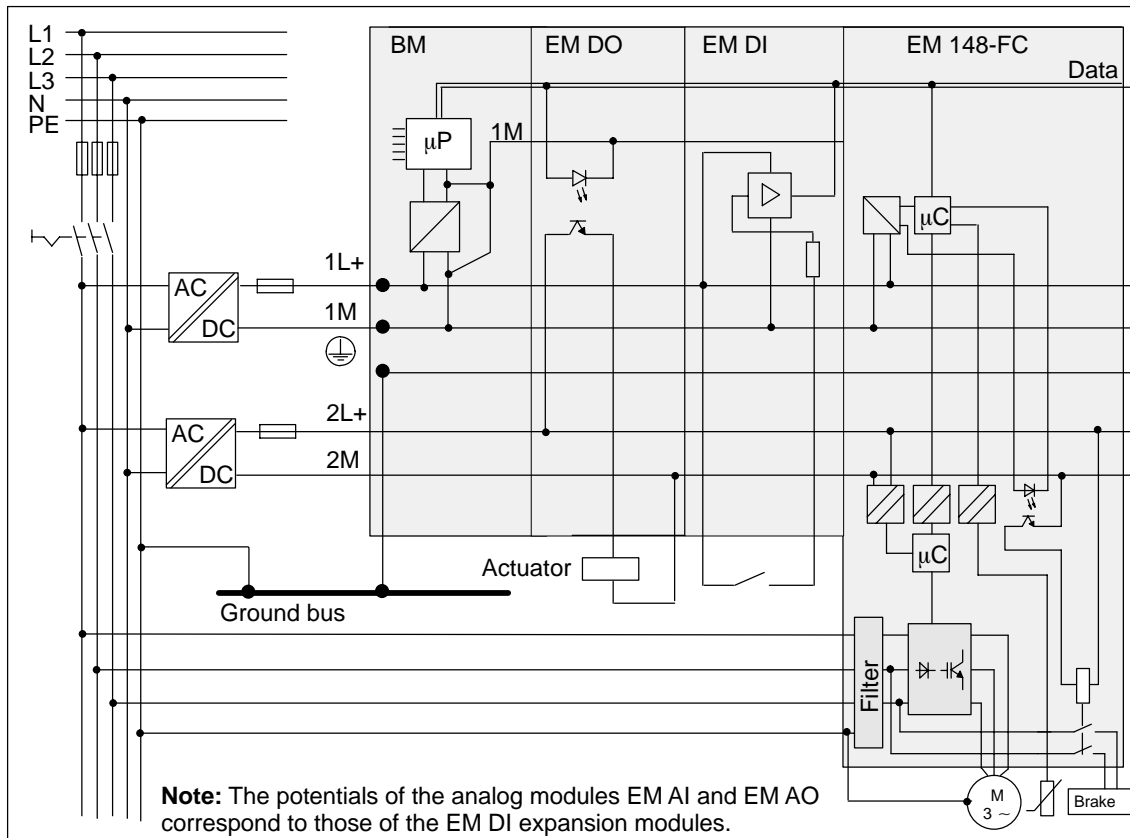 L1
L2
L3
N
PE
BM
EM DO
EM DI
EM 148-FC
Data
µP
1M
µC
1L+
AC
DC
1M
2L+
AC
DC
2M
µC
Actuator
Ground bus
Filter
M
3 ~
Brake
Note: The potentials of the analog modules EM AI and EM AO
correspond to those of the EM DI expansion modules.